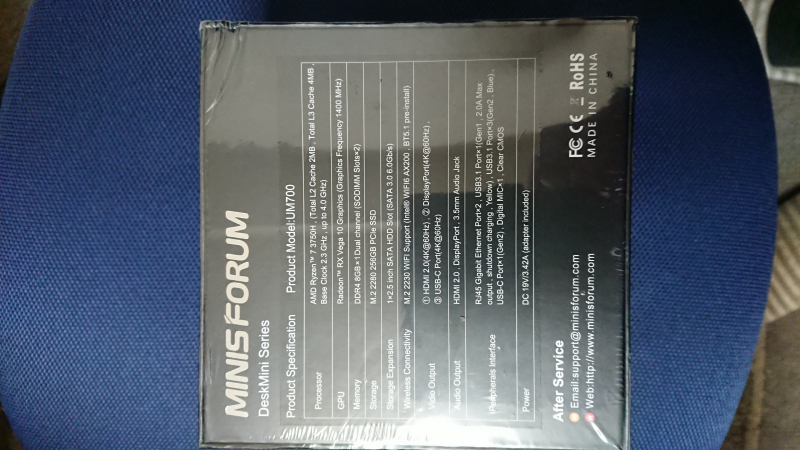 MINISFORUM
DeskMini Series
Product Specification Product Model:UM700
Processor AMD Ryzen™ 7 3750H (Total L2 Cache 2MB , Total L3 Cache 4MB ,
Base Clock 2.3 GHz , up to 4.0 GHz)
GPU Radeon™ RX Vega 10 Graphics (Graphics Frequency 1400 MHz)
Memory DDR4 8GB×1 Dual channel (SODIMM Slots×2)
Storage M.2 2280 256GB PCIe SSD
Storage Expansion 1×2.5 inch SATA HDD Slot (SATA 3.0 6.0Gb/s)
Wireless Connectivity M.2 2230 WIFI Support (Intel® WIFI6 AX200 , BT5.1 pre-install)
Video Output ① HDMI 2.0(4K@60Hz) , ② DisplayPort(4K@60Hz) ,
③ USB-C Port(4K@60Hz)
Audio Output HDMI 2.0 , DisplayPort , 3.5mm Audio Jack
Peripherals Interface RJ45 Gigabit Ethernet Port×2 , USB3.1 Port×1(Gen1 , 2.0A Max
output , shutdown charging , Yellow) , USB3.1 Port×3(Gen2 , Blue) ,
USB-C Port×1(Gen2) , Digital MIC×1 , Clear CMOS
Power DC 19V/3.42A (adapter included)
After Service
Email:support@minisforum.com
Web:http://www.minisforum.com
FC CE RoHS
MADE IN CHINA